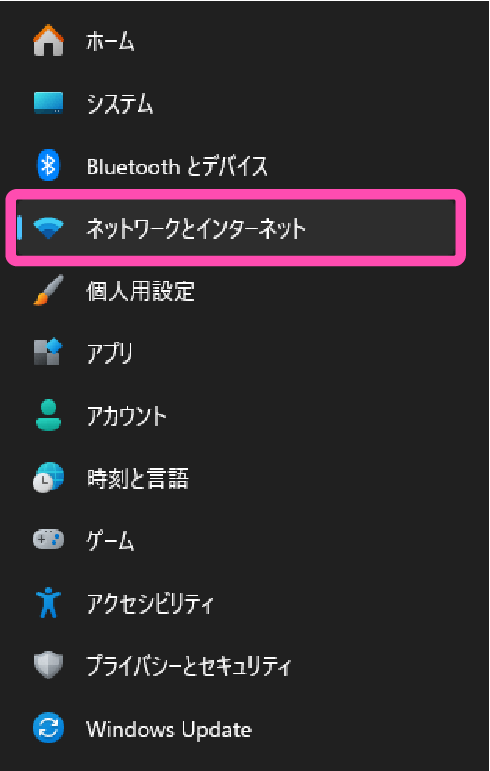 ホーム
システム
Bluetooth とデバイス
ネットワークとインターネット
個人用設定
アプリ
アカウント
時刻と言語
ゲーム
アクセシビリティ
プライバシーとセキュリティ
Windows Update